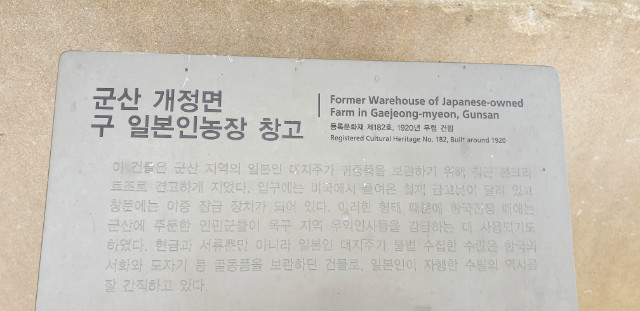 군산 개정면
구 일본인농장 창고
Former Warehouse of Japanese-owned
Farm in Gaejeong-myeon, Gunsan
등록문화재 제182호, 1920년 무렵 건립
Registered Cultural Heritage No. 182, Built around 1920
이 건물은 군산 지역의 일본인 대지주가 귀중품을 보관하기 위해 철근 콘크리
트조로 견고하게 지었다. 입구에는 미국에서 들여온 철제 금고문이 달려 있고
창문에는 이중 잠금 장치가 되어 있다. 이러한 형태 때문에 한국전쟁 때에는
군산에 주둔한 인민군들이 옥구 지역 우익인사들을 감금하는 데 사용되기도
하였다. 현금과 서류뿐만 아니라 일본인 대지주가 불법 수집한 수많은 한국의
서화와 도자기 등 골동품을 보관하던 건물로, 일본인이 자행한 수탈의 역사를
잘 간직하고 있다.